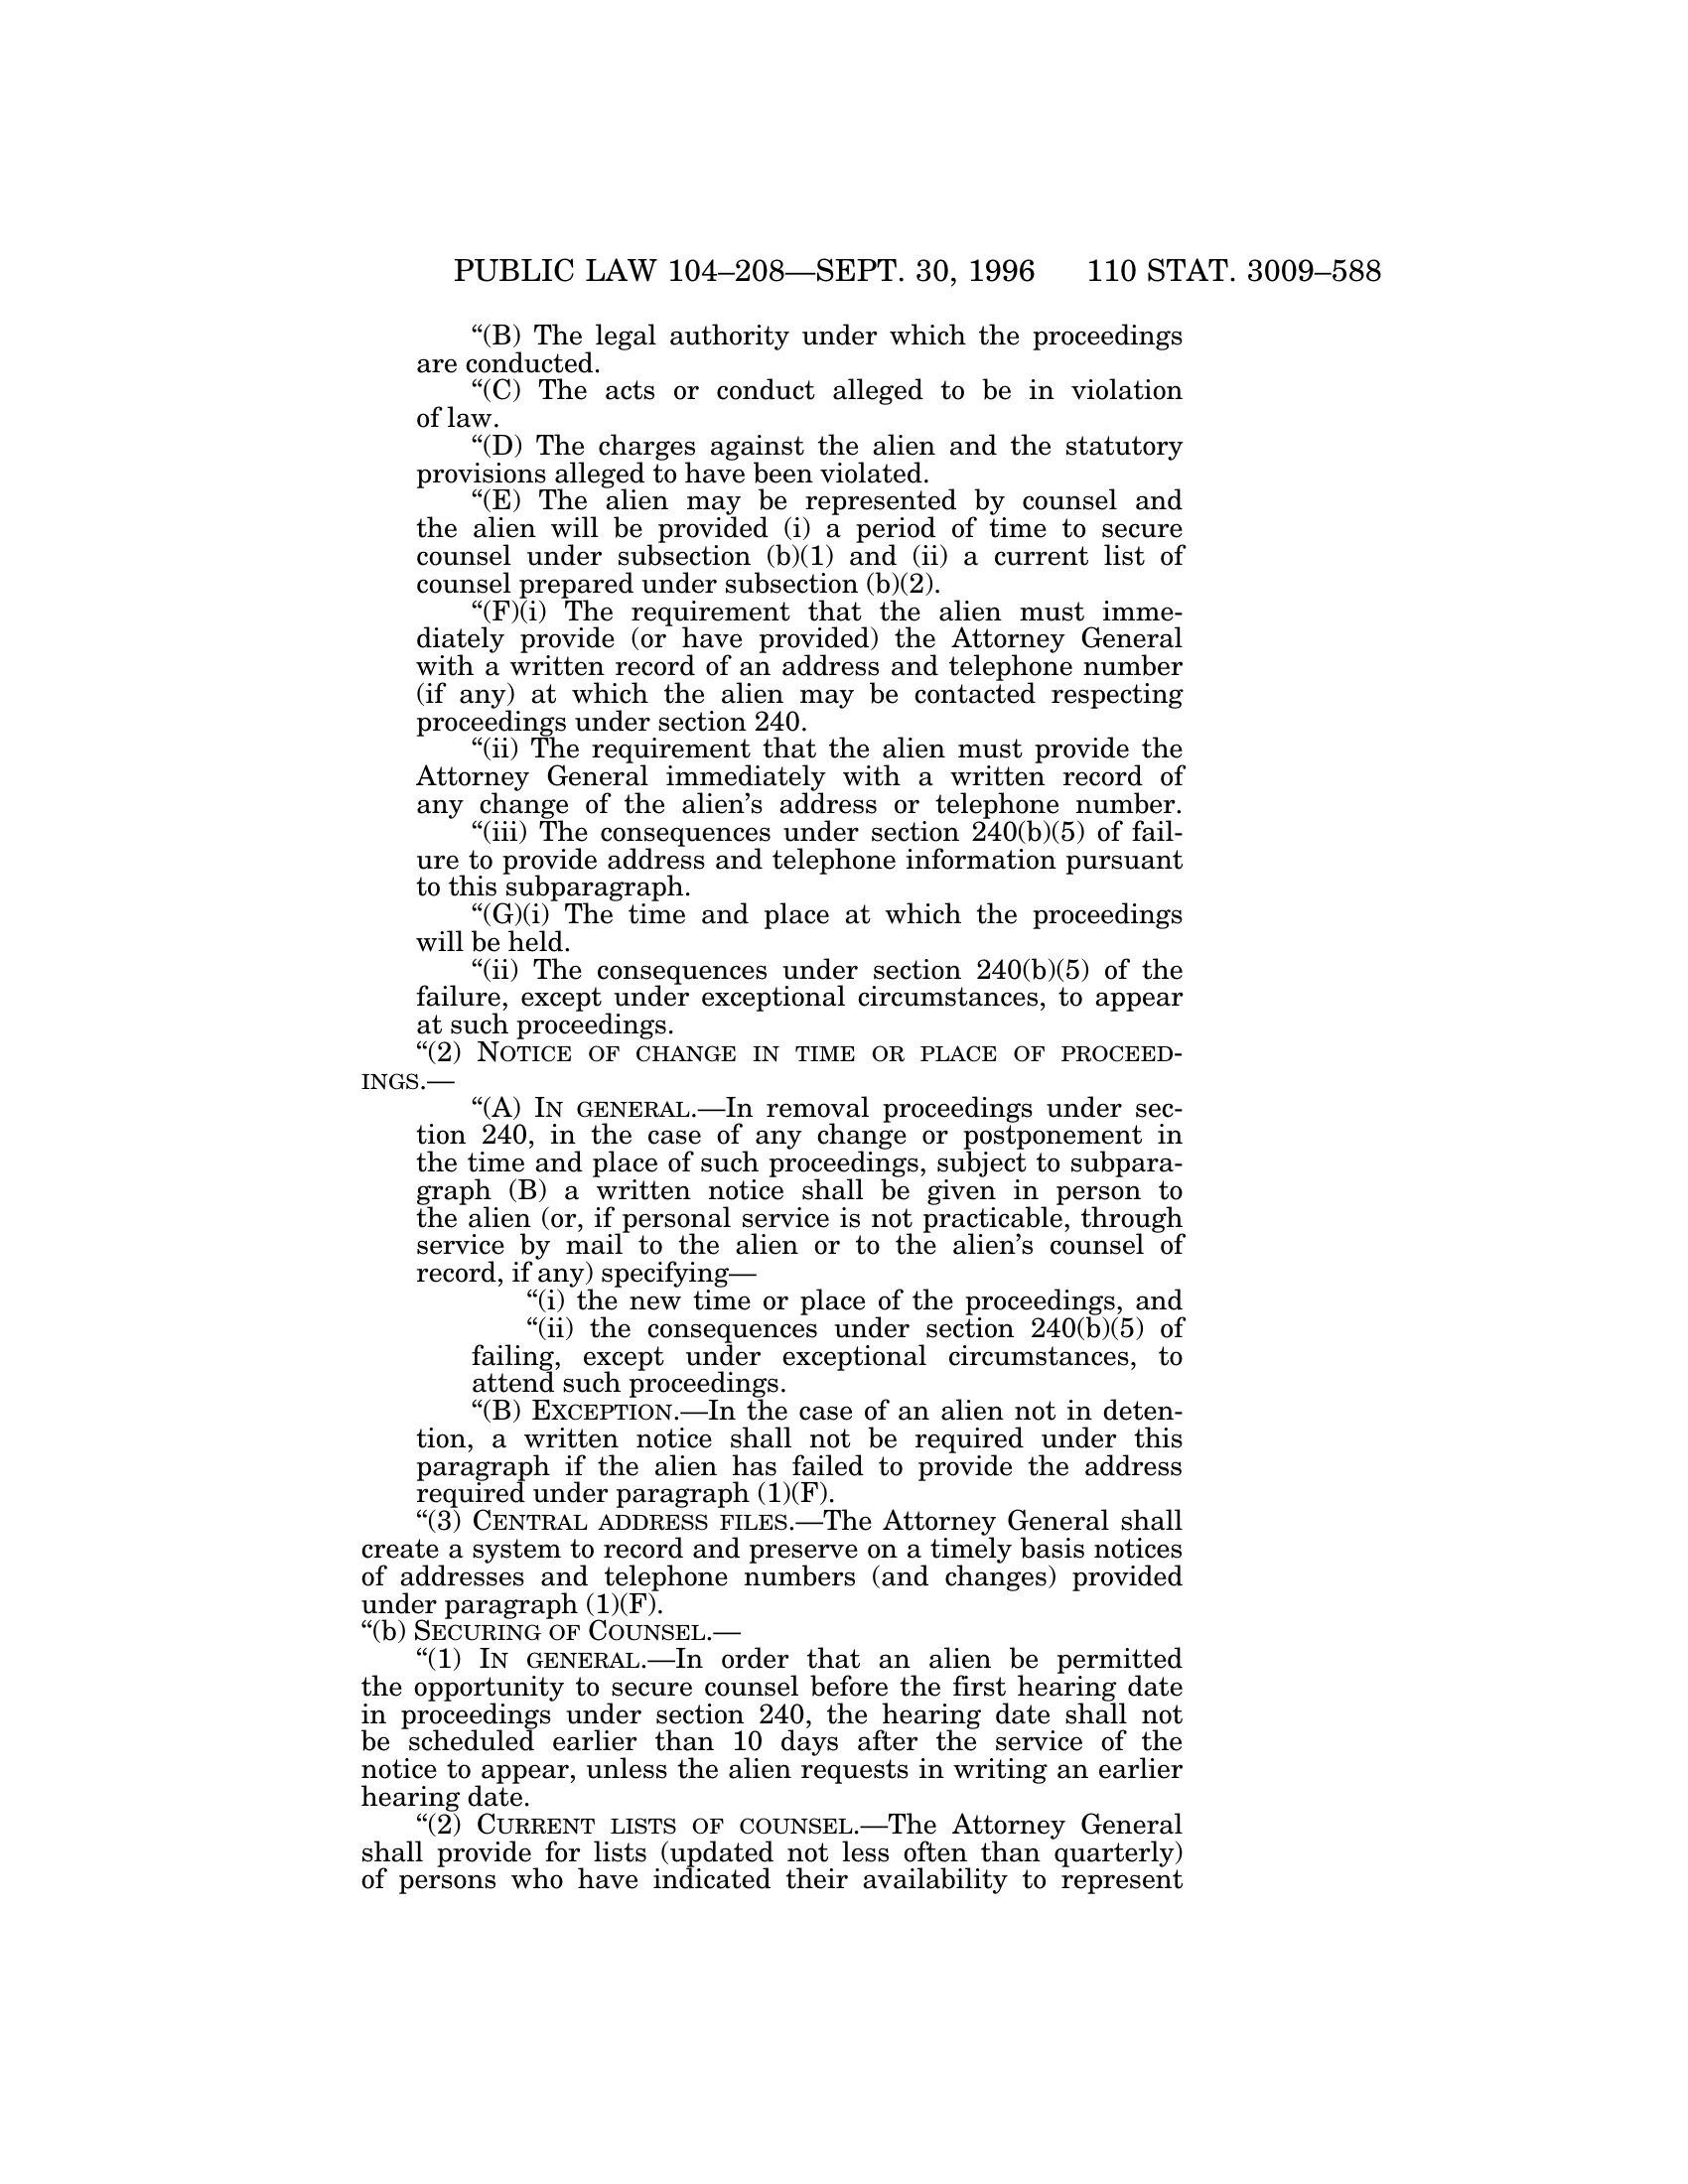 PUBLIC LAW 104–208—SEPT. 30, 1996 110 STAT. 3009–588
“(B) The legal authority under which the proceedings
are conducted.
“(C) The acts or conduct alleged to be in violation
of law.
“(D) The charges against the alien and the statutory
provisions alleged to have been violated.
“(E) The alien may be represented by counsel and
the alien will be provided (i) a period of time to secure
counsel under subsection (b)(1) and (ii) a current list of
counsel prepared under subsection (b)(2).
“(F)(i) The requirement that the alien must imme-
diately provide (or have provided) the Attorney General
with a written record of an address and telephone number
(if any) at which the alien may be contacted respecting
proceedings under section 240.
“(ii) The requirement that the alien must provide the
Attorney General immediately with a written record of
any change of the alien’s address or telephone number.
“(iii) The consequences under section 240(b)(5) of fail-
ure to provide address and telephone information pursuant
to this subparagraph.
“(G)(i) The time and place at which the proceedings
will be held.
“(ii) The consequences under section 240(b)(5) of the
failure, except under exceptional circumstances, to appear
at such proceedings.
“(2) NOTICE OF CHANGE IN TIME OR PLACE OF PROCEED-
INGS.—
“(A) IN GENERAL.—In removal proceedings under sec-
tion 240, in the case of any change or postponement in
the time and place of such proceedings, subject to subpara-
graph (B) a written notice shall be given in person to
the alien (or, if personal service is not practicable, through
service by mail to the alien or to the alien’s counsel of
record, if any) specifying—
“(i) the new time or place of the proceedings, and
“(ii) the consequences under section 240(b)(5) of
failing, except under exceptional circumstances, to
attend such proceedings.
“(B) EXCEPTION.—In the case of an alien not in deten-
tion, a written notice shall not be required under this
paragraph if the alien has failed to provide the address
required under paragraph (1)(F).
“(3) CENTRAL ADDRESS FILES.—The Attorney General shall
create a system to record and preserve on a timely basis notices
of addresses and telephone numbers (and changes) provided
under paragraph (1)(F).
“(b) SECURING OF COUNSEL.—
“(1) IN GENERAL.—In order that an alien be permitted
the opportunity to secure counsel before the first hearing date
in proceedings under section 240, the hearing date shall not
be scheduled earlier than 10 days after the service of the
notice to appear, unless the alien requests in writing an earlier
hearing date.
“(2) CURRENT LISTS OF COUNSEL.—The Attorney General
shall provide for lists (updated not less often than quarterly)
of persons who have indicated their availability to represent